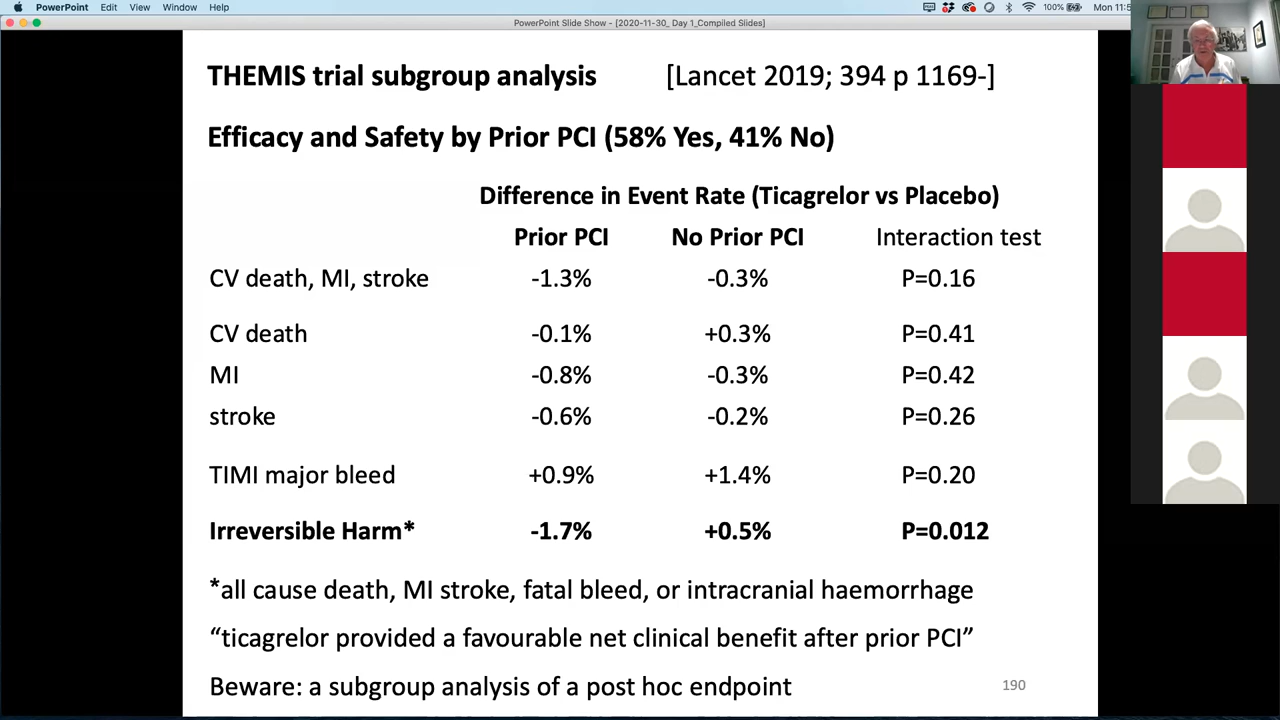 PowerPoint Edit View Window Help 100% Mon 11:5
PowerPoint Slide Show - [2020-11-30_ Day 1_Compiled Slides]
THEMIS trial subgroup analysis [Lancet 2019; 394 p 1169-]
Efficacy and Safety by Prior PCI (58% Yes, 41% No)
Difference in Event Rate (Ticagrelor vs Placebo)
Prior PCI No Prior PCI Interaction test
CV death, MI, stroke -1.3% -0.3% P=0.16
CV death -0.1% +0.3% P=0.41
MI -0.8% -0.3% P=0.42
stroke -0.6% -0.2% P=0.26
TIMI major bleed +0.9% +1.4% P=0.20
Irreversible Harm* -1.7% +0.5% P=0.012
*all cause death, MI stroke, fatal bleed, or intracranial haemorrhage
“ticagrelor provided a favourable net clinical benefit after prior PCI”
Beware: a subgroup analysis of a post hoc endpoint 190